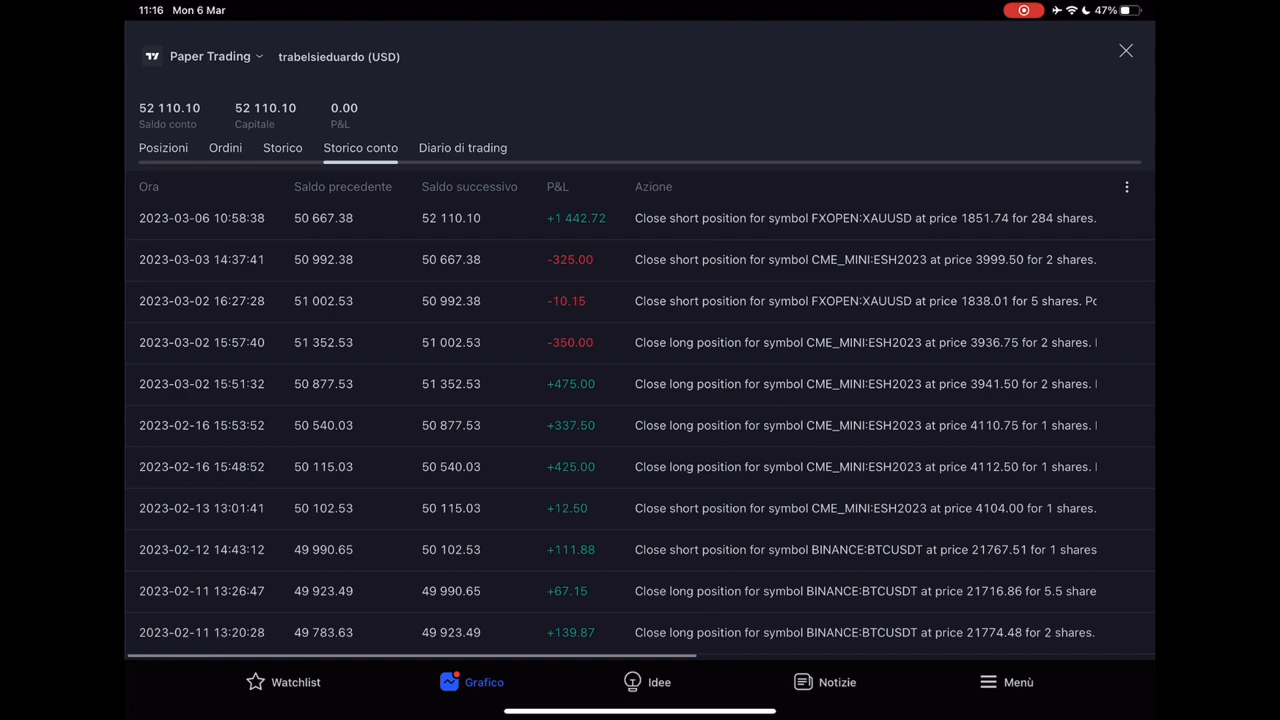 11:16 Mon 6 Mar 47%
Paper Trading trabelsieduardo (USD)
52 110.10 52 110.10 0.00
Saldo conto Capitale P&L
Posizioni Ordini Storico Storico conto Diario di trading
Ora Saldo precedente Saldo successivo P&L Azione
2023-03-06 10:58:38 50 667.38 52 110.10 +1 442.72 Close short position for symbol FXOPEN:XAUUSD at price 1851.74 for 284 shares.
2023-03-03 14:37:41 50 992.38 50 667.38 -325.00 Close short position for symbol CME_MINI:ESH2023 at price 3999.50 for 2 shares.
2023-03-02 16:27:28 51 002.53 50 992.38 -10.15 Close short position for symbol FXOPEN:XAUUSD at price 1838.01 for 5 shares. Po
2023-03-02 15:57:40 51 352.53 51 002.53 -350.00 Close long position for symbol CME_MINI:ESH2023 at price 3936.75 for 2 shares.
2023-03-02 15:51:32 50 877.53 51 352.53 +475.00 Close long position for symbol CME_MINI:ESH2023 at price 3941.50 for 2 shares.
2023-02-16 15:53:52 50 540.03 50 877.53 +337.50 Close long position for symbol CME_MINI:ESH2023 at price 4110.75 for 1 shares.
2023-02-16 15:48:52 50 115.03 50 540.03 +425.00 Close long position for symbol CME_MINI:ESH2023 at price 4112.50 for 1 shares.
2023-02-13 13:01:41 50 102.53 50 115.03 +12.50 Close short position for symbol CME_MINI:ESH2023 at price 4104.00 for 1 shares.
2023-02-12 14:43:12 49 990.65 50 102.53 +111.88 Close short position for symbol BINANCE:BTCUSDT at price 21767.51 for 1 shares
2023-02-11 13:26:47 49 923.49 49 990.65 +67.15 Close long position for symbol BINANCE:BTCUSDT at price 21716.86 for 5.5 share
2023-02-11 13:20:28 49 783.63 49 923.49 +139.87 Close long position for symbol BINANCE:BTCUSDT at price 21774.48 for 2 shares.
Watchlist Grafico Idee Notizie Menù